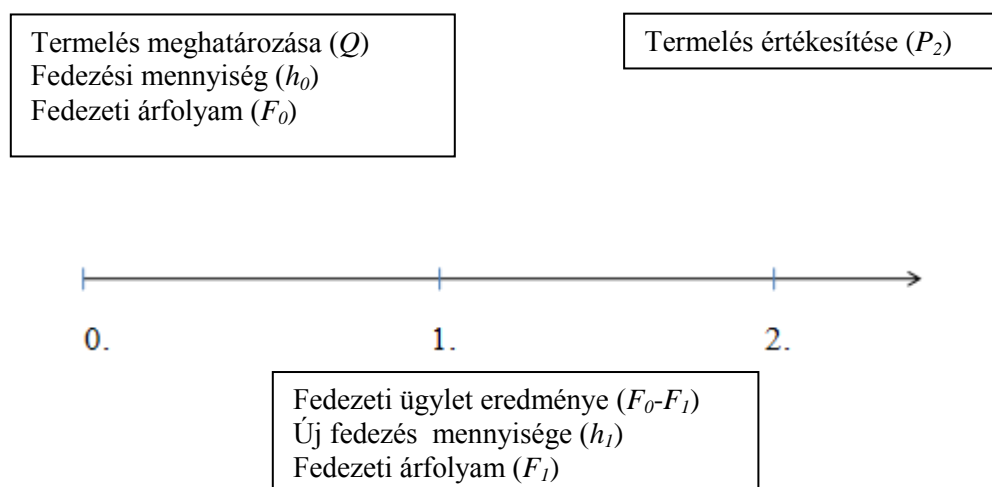 Termelés meghatározása (Q)
Fedezési mennyiség (h0)
Fedezeti árfolyam (F0)
Termelés értékesítése (P2)
0.
1.
2.
Fedezeti ügylet eredménye (F0-F1)
Új fedezés mennyisége (h1)
Fedezeti árfolyam (F1)